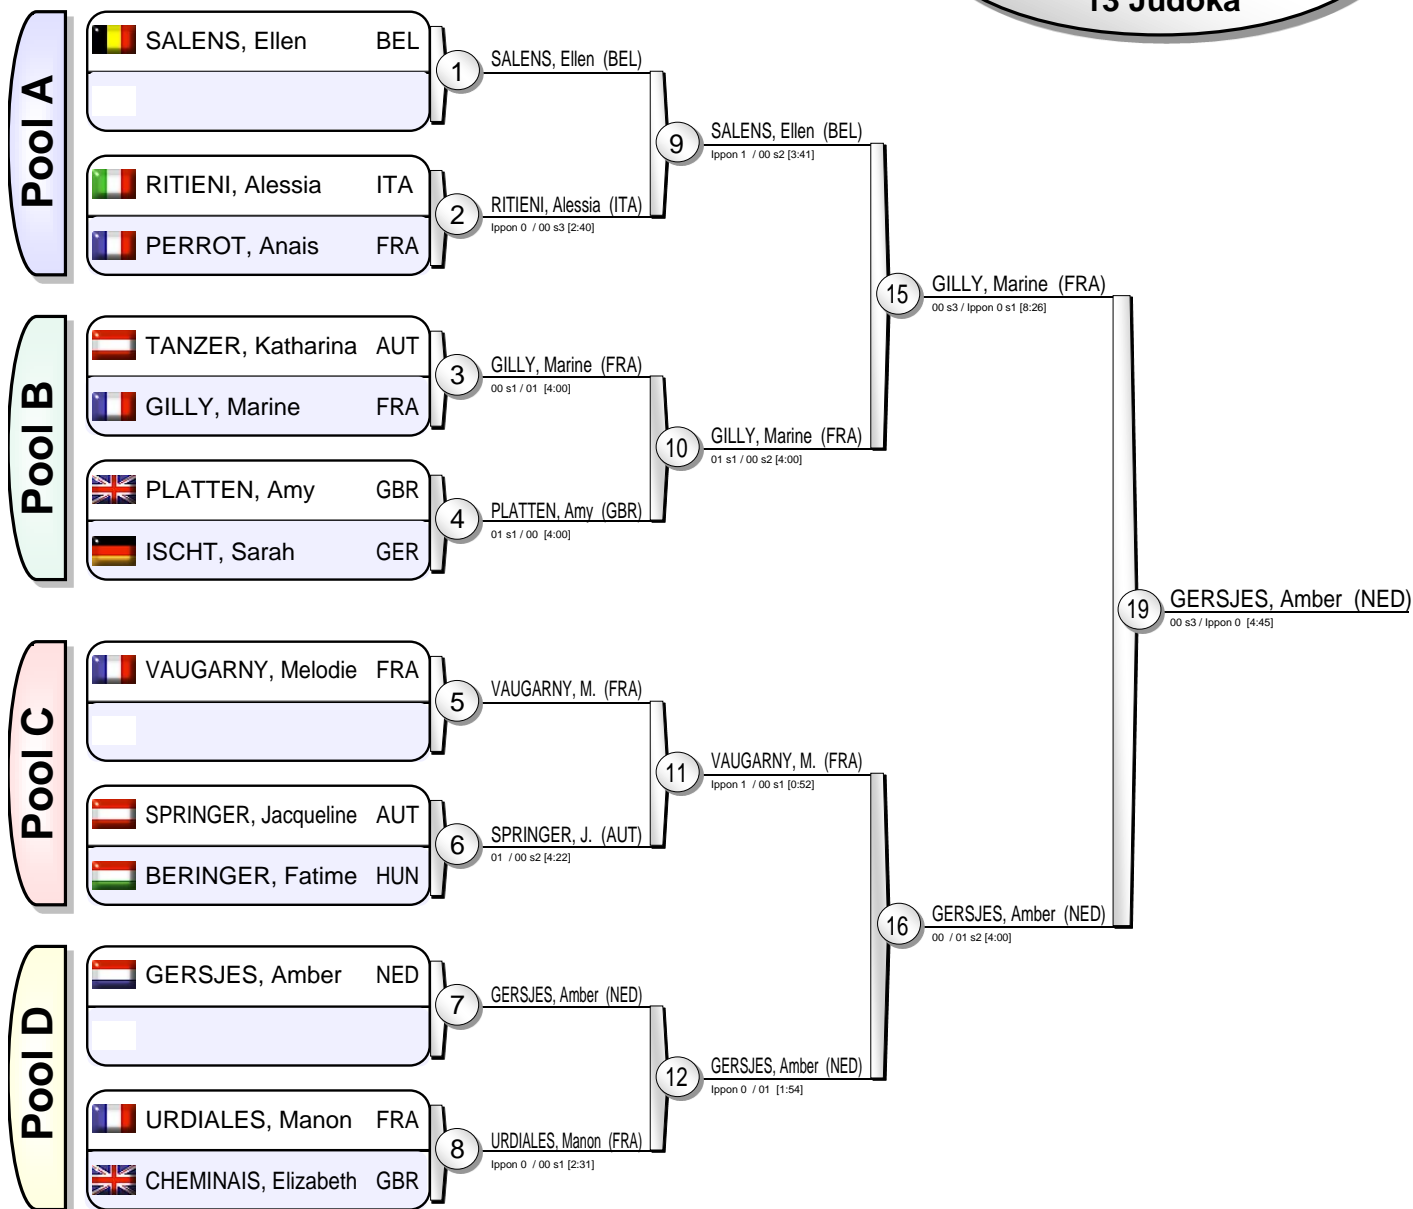 13 Judoka
Pool A
SALENS, Ellen BEL
1
SALENS, Ellen (BEL)
RITIENI, Alessia ITA
PERROT, Anais FRA
2
RITIENI, Alessia (ITA)
Ippon 0 / 00 s3 [2:40]
9
SALENS, Ellen (BEL)
Ippon 1 / 00 s2 [3:41]
Pool B
TANZER, Katharina AUT
GILLY, Marine FRA
3
GILLY, Marine (FRA)
00 s1 / 01 [4:00]
PLATTEN, Amy GBR
ISCHT, Sarah GER
4
PLATTEN, Amy (GBR)
01 s1 / 00 [4:00]
10
GILLY, Marine (FRA)
01 s1 / 00 s2 [4:00]
15
GILLY, Marine (FRA)
00 s3 / Ippon 0 s1 [8:26]
Pool C
VAUGARNY, Melodie FRA
5
VAUGARNY, M. (FRA)
SPRINGER, Jacqueline AUT
BERINGER, Fatime HUN
6
SPRINGER, J. (AUT)
01 / 00 s2 [4:22]
11
VAUGARNY, M. (FRA)
Ippon 1 / 00 s1 [0:52]
Pool D
GERSJES, Amber NED
7
GERSJES, Amber (NED)
URDIALES, Manon FRA
CHEMINAIS, Elizabeth GBR
8
URDIALES, Manon (FRA)
Ippon 0 / 00 s1 [2:31]
12
GERSJES, Amber (NED)
Ippon 0 / 01 [1:54]
16
GERSJES, Amber (NED)
00 / 01 s2 [4:00]
19
GERSJES, Amber (NED)
00 s3 / Ippon 0 [4:45]